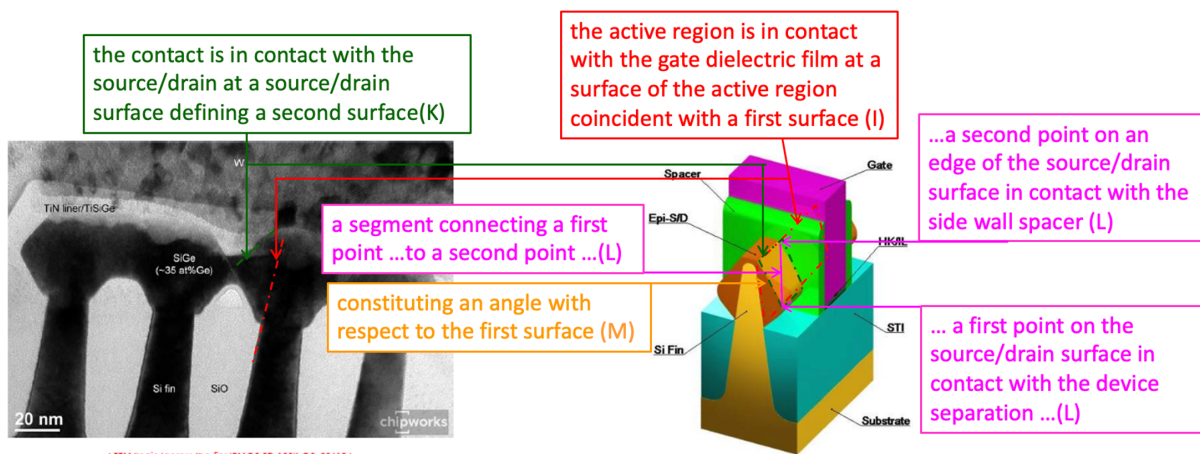 the contact is in contact with the
source/drain at a source/drain
surface defining a second surface(K)
the active region is in contact
with the gate dielectric film at a
surface of the active region
coincident with a first surface (I)
...a second point on an
edge of the source/drain
surface in contact with the
side wall spacer (L)
a segment connecting a first
point ...to a second point ...(L)
constituting an angle with
respect to the first surface (M)
... a first point on the
source/drain surface in
contact with the device
separation ...(L)
W
TiN liner/TiSiGe
SiGe
(~35 at%Ge)
Si fin
SiO
20 nm
chipworks
Spacer
Gate
Epi-S/D
HK/IL
STI
Si Fin
Substrate